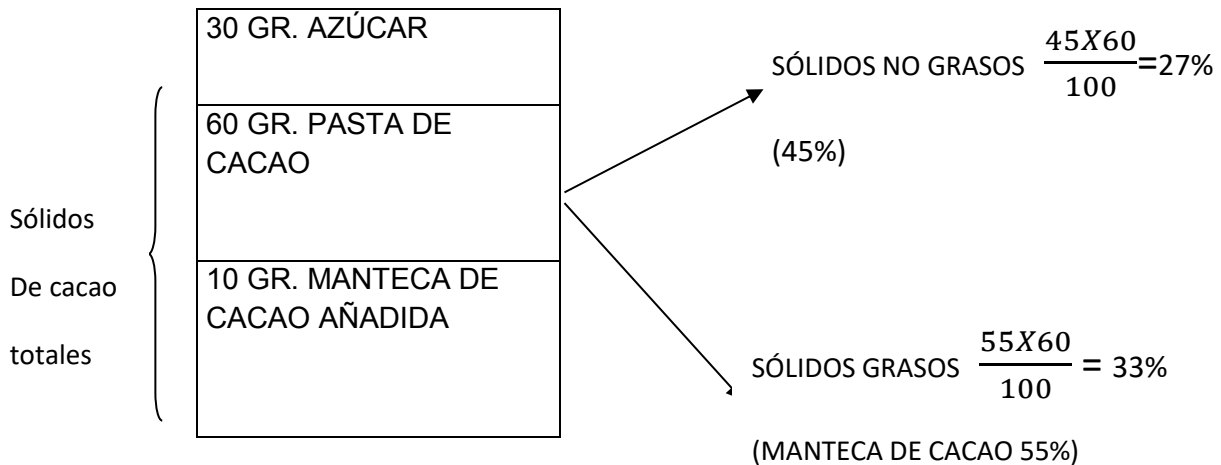 30 GR. AZÚCAR
60 GR. PASTA DE
CACAO
10 GR. MANTECA DE
CACAO AÑADIDA
Sólidos
De cacao
totales
SÓLIDOS NO GRASOS 45X60/100=27%
(45%)
SÓLIDOS GRASOS 55X60/100 = 33%
(MANTECA DE CACAO 55%)